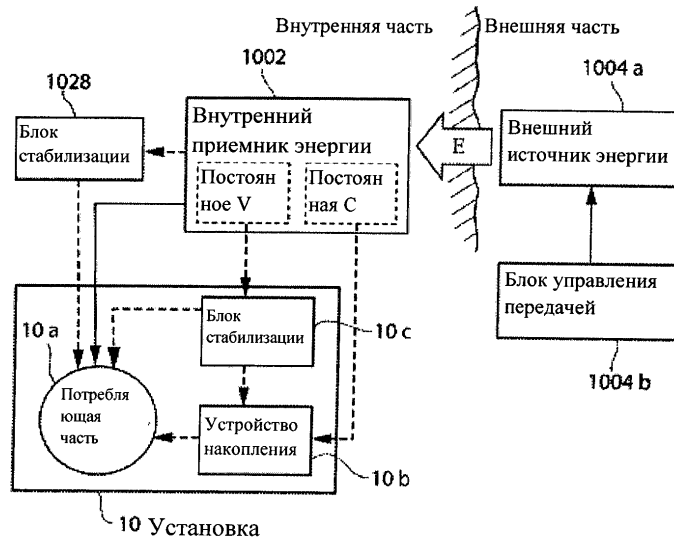 Внутренняя часть
Внешняя часть
1002
1004 a
1028
Блок
стабилизации
Внутренний
приемник энергии
Постоян
ное V
Постоян
ная С
E
Внешний
источник энергии
Блок управления
передачей
1004 b
10 a
Блок
стабилизации
10 c
Потребля
ющая
часть
Устройство
накопления
10 b
10 Установка